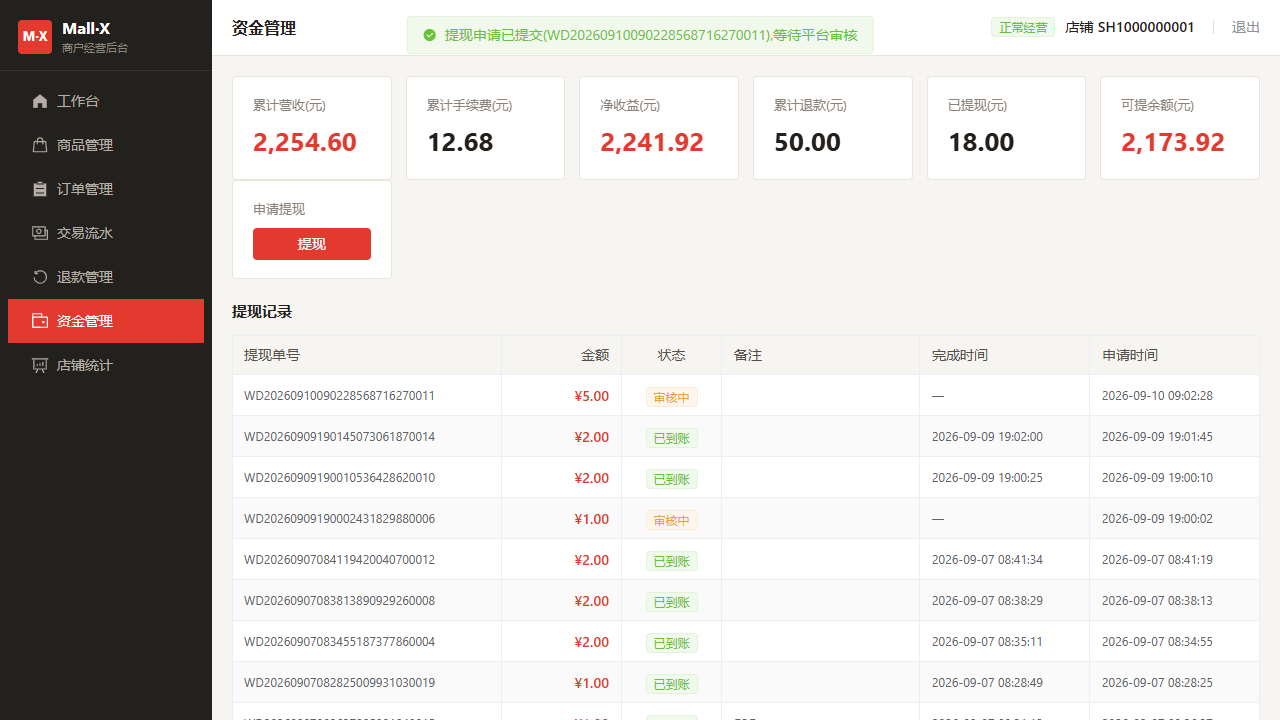 M·X
Mall·X
商户经营后台
工作台
商品管理
订单管理
交易流水
退款管理
资金管理
店铺统计
资金管理
提现申请已提交(WD20260910090228568716270011),等待平台审核
正常经营 店铺 SH1000000001 退出
累计营收(元) 累计手续费(元) 净收益(元) 累计退款(元) 已提现(元) 可提余额(元)
2,254.60 12.68 2,241.92 50.00 18.00 2,173.92
申请提现
提现
提现记录
提现单号 金额 状态 备注 完成时间 申请时间
WD20260910090228568716270011 ¥5.00 审核中 — 2026-09-10 09:02:28
WD20260909190145073061870014 ¥2.00 已到账 2026-09-09 19:02:00 2026-09-09 19:01:45
WD20260909190010536428620010 ¥2.00 已到账 2026-09-09 19:00:25 2026-09-09 19:00:10
WD20260909190002431829880006 ¥1.00 审核中 — 2026-09-09 19:00:02
WD20260907084119420040700012 ¥2.00 已到账 2026-09-07 08:41:34 2026-09-07 08:41:19
WD20260907083813890929260008 ¥2.00 已到账 2026-09-07 08:38:29 2026-09-07 08:38:13
WD20260907083455187377860004 ¥2.00 已到账 2026-09-07 08:35:11 2026-09-07 08:34:55
WD20260907082825009931030019 ¥1.00 已到账 2026-09-07 08:28:49 2026-09-07 08:28:25